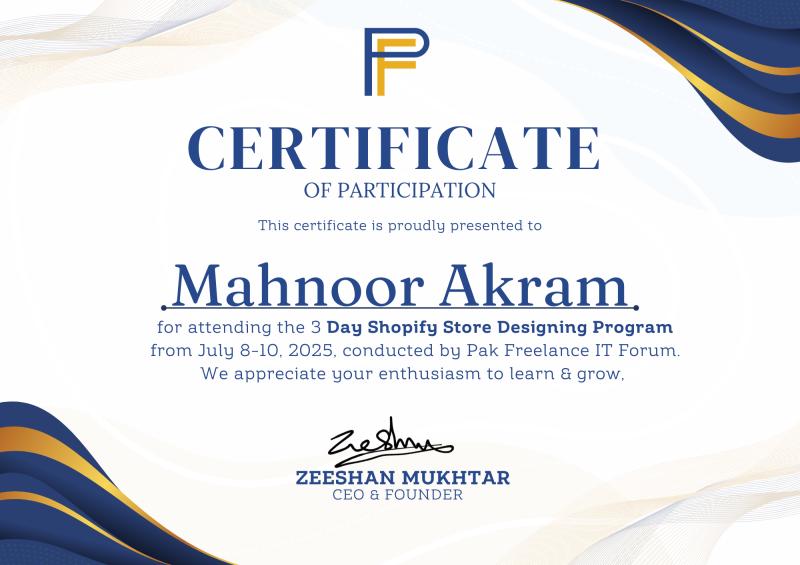 PF
CERTIFICATE
OF PARTICIPATION
This certificate is proudly presented to
Mahnoor Akram
for attending the 3 Day Shopify Store Designing Program
from July 8-10, 2025, conducted by Pak Freelance IT Forum.
We appreciate your enthusiasm to learn & grow,
Zeeshan
ZEESHAN MUKHTAR
CEO & FOUNDER